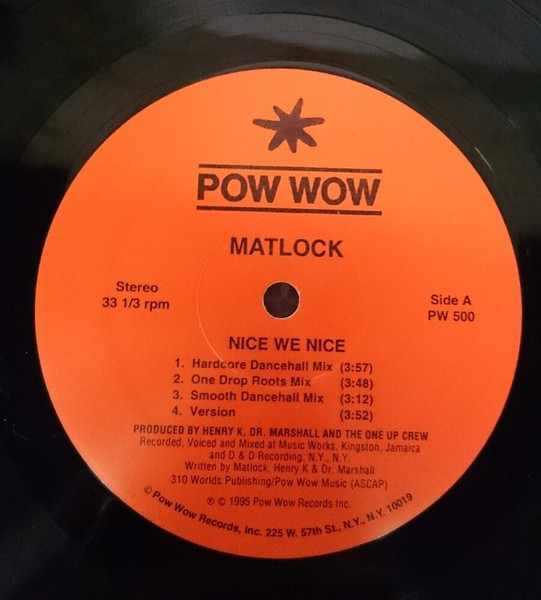 POW WOW
MATLOCK
Stereo
33 1/3 rpm
Side A
PW 500
NICE WE NICE
1. Hardcore Dancehall Mix (3:57)
2. One Drop Roots Mix (3:48)
3. Smooth Dancehall Mix (3:12)
4. Version (3:52)
PRODUCED BY HENRY K, DR. MARSHALL AND THE ONE UP CREW
Recorded, Voiced and Mixed at Music Works, Kingston, Jamaica
and D & D Recording, N.Y., N.Y.
Written by Matlock, Henry K & Dr. Marshall
310 Worlds Publishing/Pow Wow Music (ASCAP)
℗ © 1995 Pow Wow Records Inc.
© Pow Wow Records, Inc. 225 W. 57th St., N.Y., N.Y. 10019